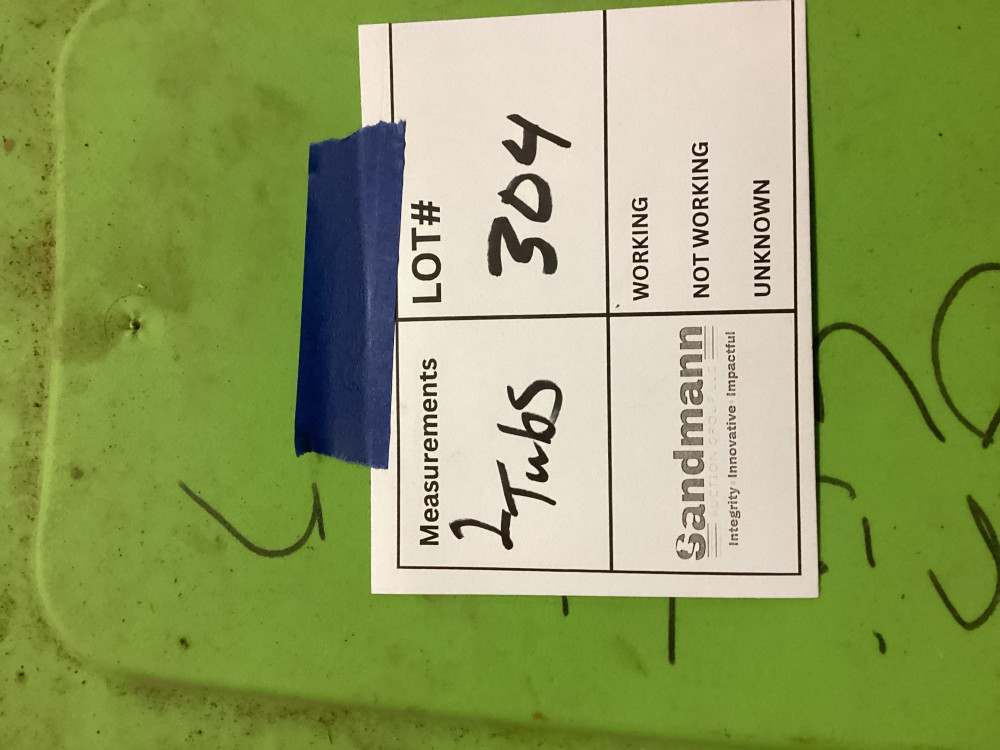 Measurements
2 Tubs
LOT#
304
Sandmann
Integrity Innovative Impactful
WORKING
NOT WORKING
UNKNOWN